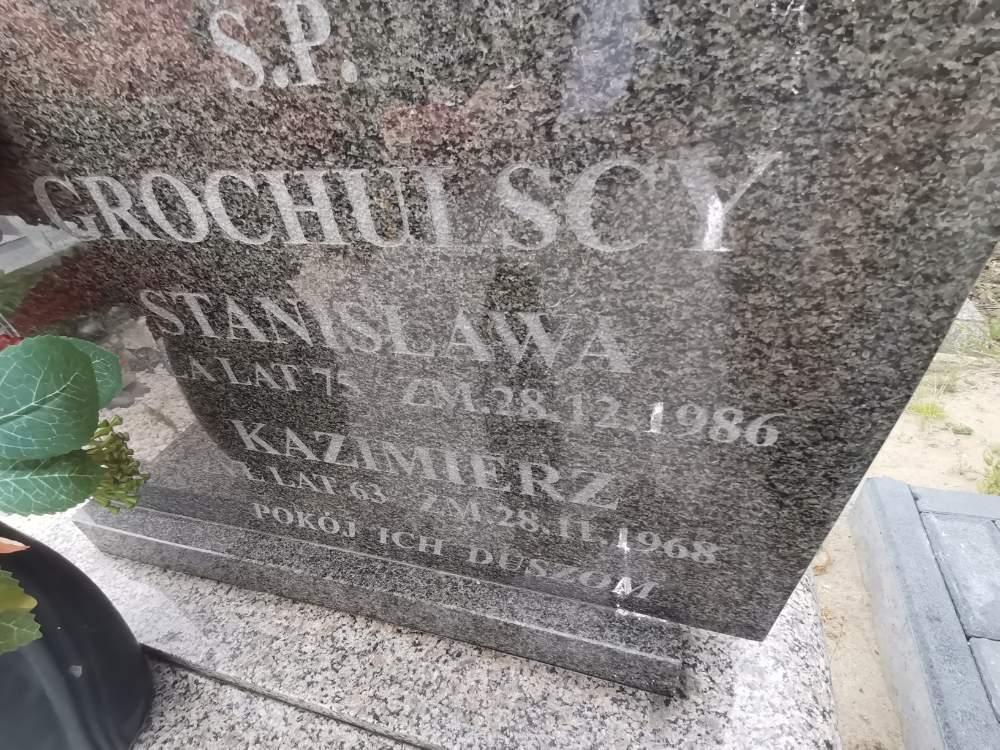 Ś.P.
GROCHULSCY
STANISŁAWA
LAT 75 ZM.28.12.1986
KAZIMIERZ
LAT 63 ZM.28.11.1968
POKÓJ ICH DUSZOM